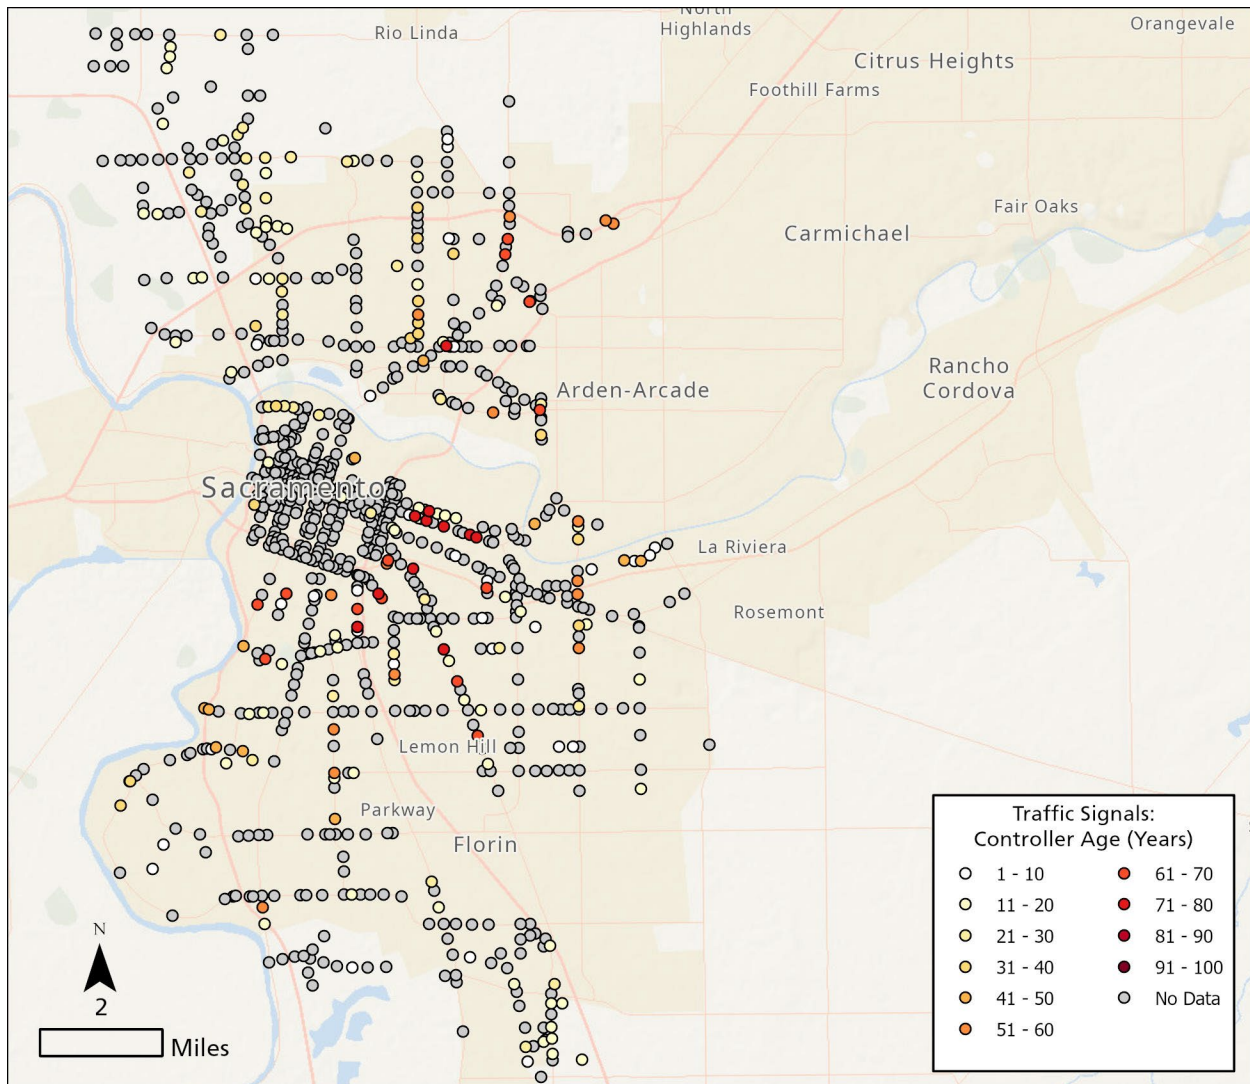 North
Highlands
Orangevale
Rio Linda
Citrus Heights
Foothill Farms
Fair Oaks
Carmichael
Rancho
Cordova
Arden-Arcade
Sacramento
La Riviera
Rosemont
Lemon Hill
Parkway
Florin
N
2
Miles
Traffic Signals:
Controller Age (Years)
1 - 10
61 - 70
11 - 20
71 - 80
21 - 30
81 - 90
31 - 40
91 - 100
41 - 50
No Data
51 - 60